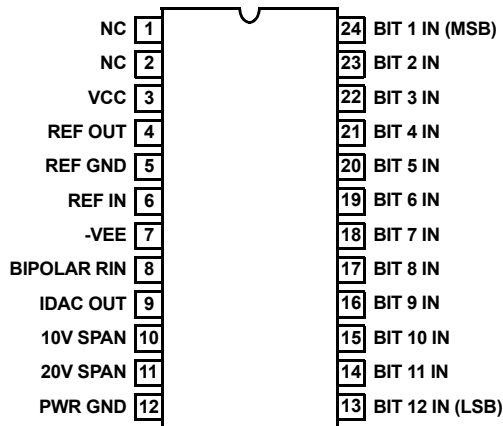 NC 1 24 BIT 1 IN (MSB)
NC 2 23 BIT 2 IN
VCC 3 22 BIT 3 IN
REF OUT 4 21 BIT 4 IN
REF GND 5 20 BIT 5 IN
REF IN 6 19 BIT 6 IN
-VEE 7 18 BIT 7 IN
BIPOLAR RIN 8 17 BIT 8 IN
IDAC OUT 9 16 BIT 9 IN
10V SPAN 10 15 BIT 10 IN
20V SPAN 11 14 BIT 11 IN
PWR GND 12 13 BIT 12 IN (LSB)